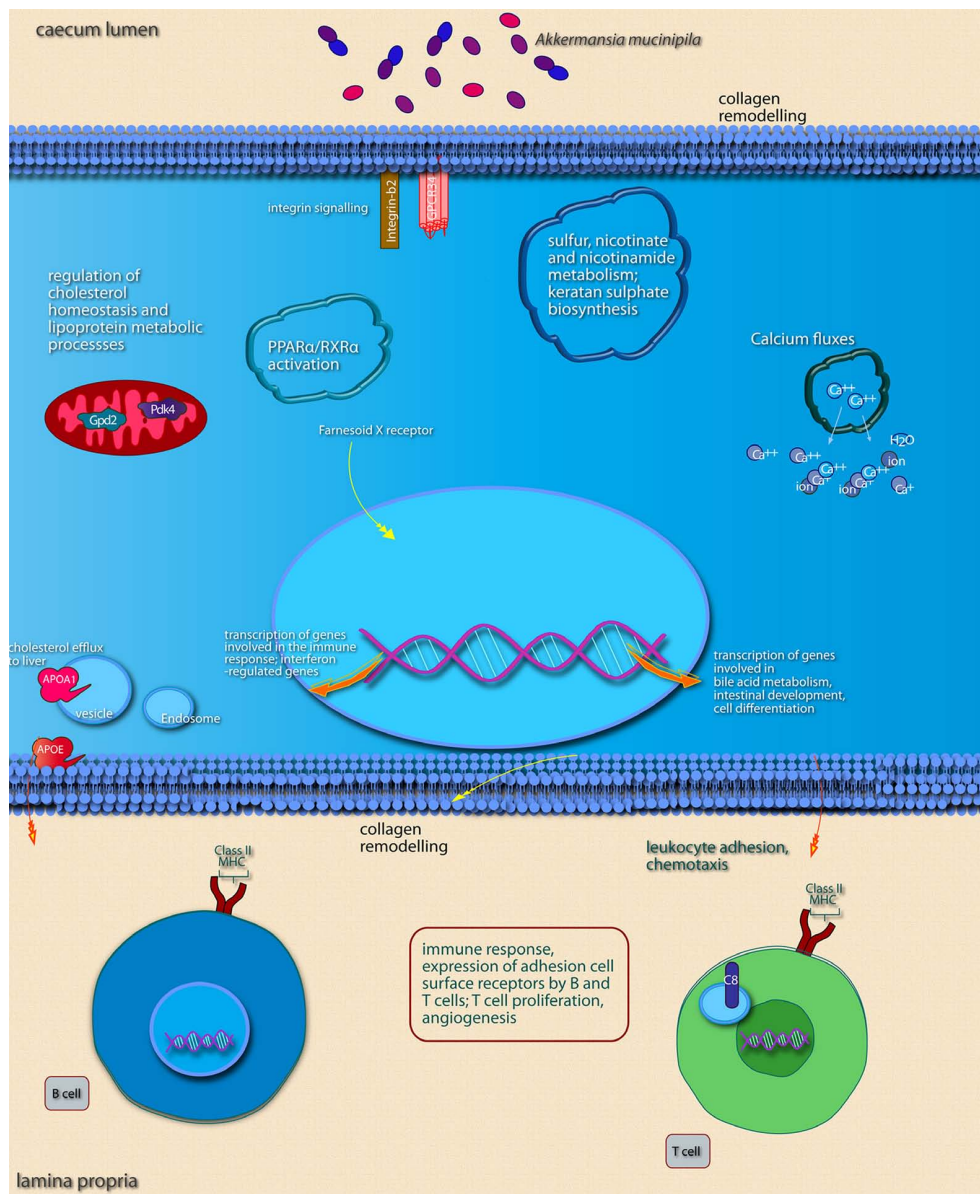 caecum lumen
Akkermansia mucinipila
collagen
remodelling
integrin signalling
Integrin-b2
GPCR34
sulfur, nicotinate
and nicotinamide
metabolism;
keratan sulphate
biosynthesis
regulation of
cholesterol
homeostasis and
lipoprotein metabolic
processses
PPARα/RXRα
activation
Calcium fluxes
Gpd2
Pdk4
Farnesoid X receptor
Ca++
Ca++
H2O
Ca++
Ca++
ion
Ca++
Ca++
Ca+
Ca+
Ca+
ion
ion
transcription of genes
involved in the immune
response; interferon
-regulated genes
transcription of genes
involved in
bile acid metabolism,
intestinal development,
cell differentiation
cholesterol efflux
to liver
APOA1
vesicle
Endosome
APOE
collagen
remodelling
leukocyte adhesion,
chemotaxis
Class II
MHC
Class II
MHC
immune response,
expression of adhesion cell
surface receptors by B and
T cells; T cell proliferation,
angiogenesis
C8
B cell
T cell
lamina propria